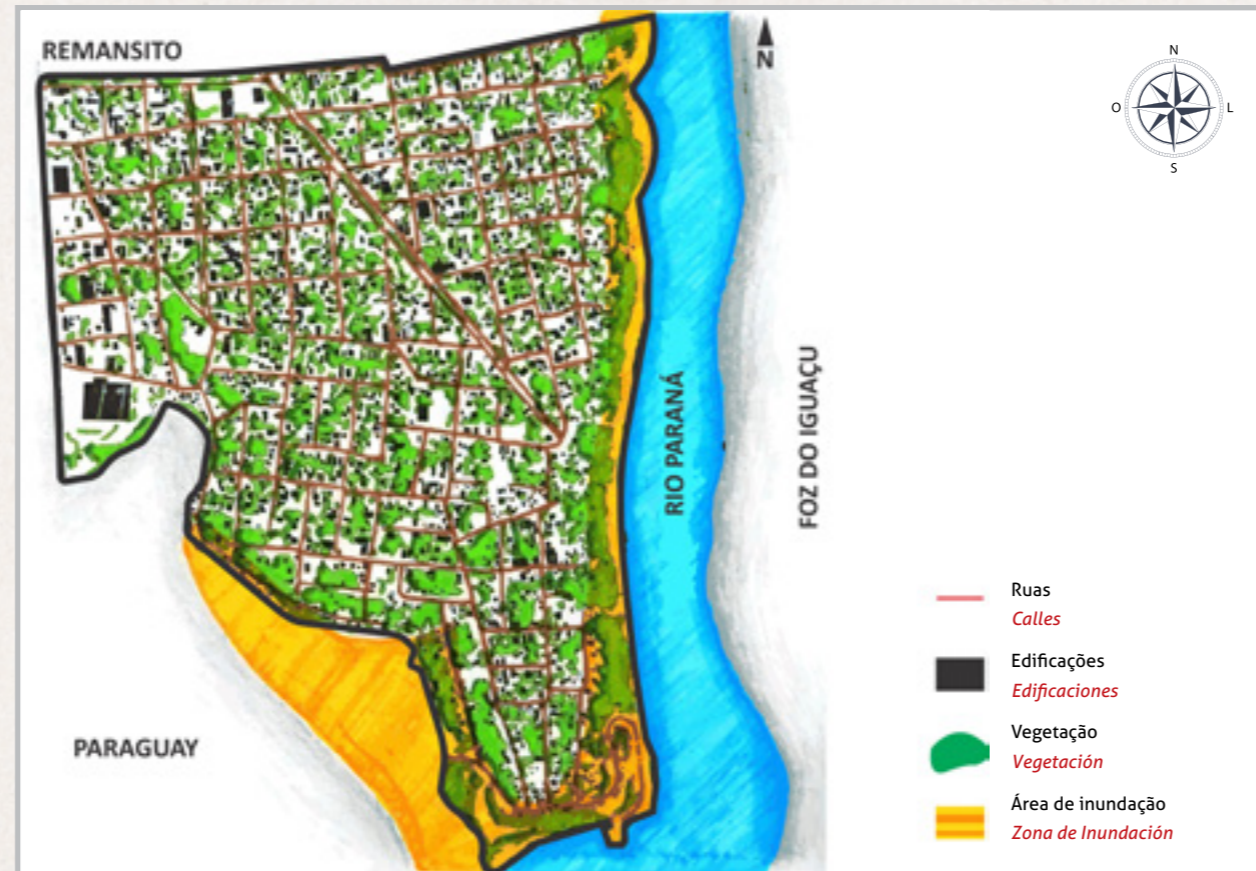 REMANSITO
N
N
O
L
S
RIO PARANÁ
FOZ DO IGUAÇU
PARAGUAY
Ruas
Calles
Edificações
Edificaciones
Vegetação
Vegetación
Área de inundação
Zona de Inundación